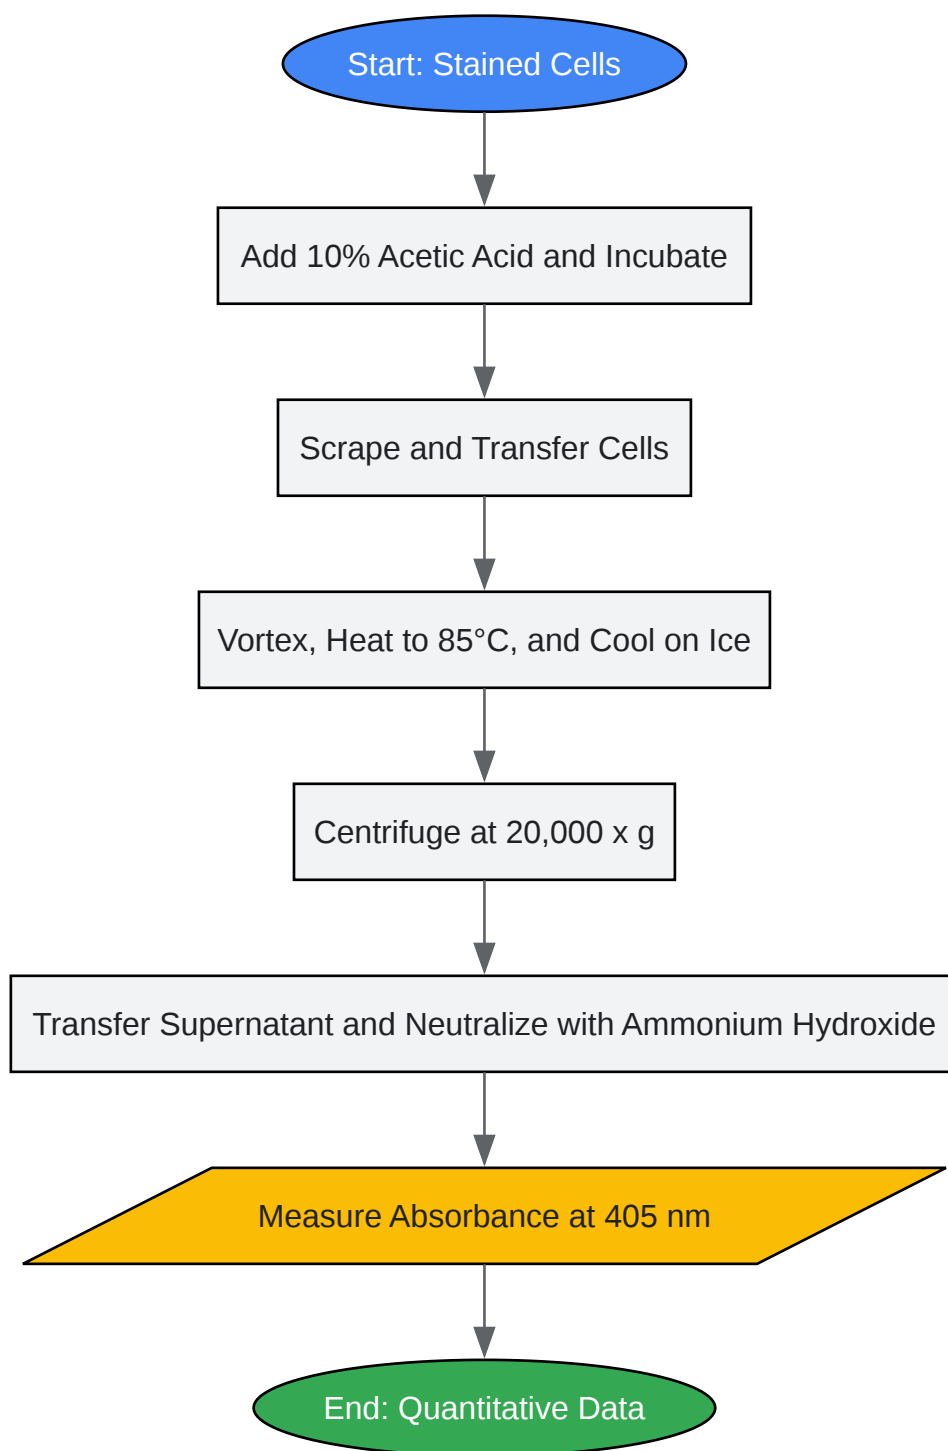 Start: Stained Cells
Add 10% Acetic Acid and Incubate
Scrape and Transfer Cells
Vortex, Heat to 85°C, and Cool on Ice
Centrifuge at 20,000 x g
Transfer Supernatant and Neutralize with Ammonium Hydroxide
Measure Absorbance at 405 nm
End: Quantitative Data